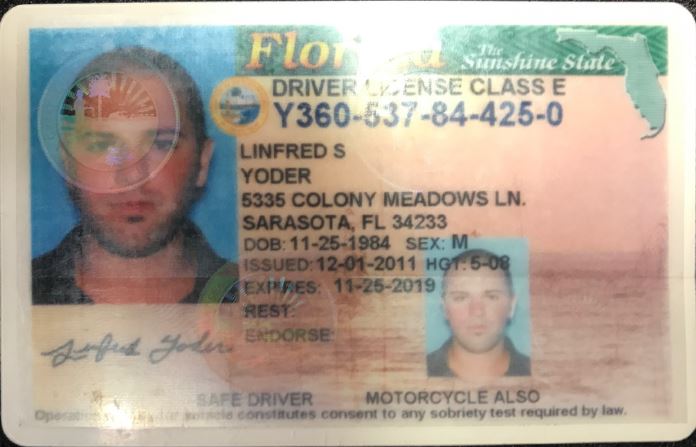 Florida The Sunshine State
DRIVER LICENSE CLASS E
Y360-537-84-425-0
LINFRED S
YODER
5335 COLONY MEADOWS LN.
SARASOTA, FL 34233
DOB: 11-25-1984 SEX: M
ISSUED: 12-01-2011 HGT: 5-08
EXPIRES: 11-25-2019
REST:
ENDORSE:
Linfred Yoder
SAFE DRIVER MOTORCYCLE ALSO
Operation of a motor vehicle constitutes consent to any sobriety test required by law.